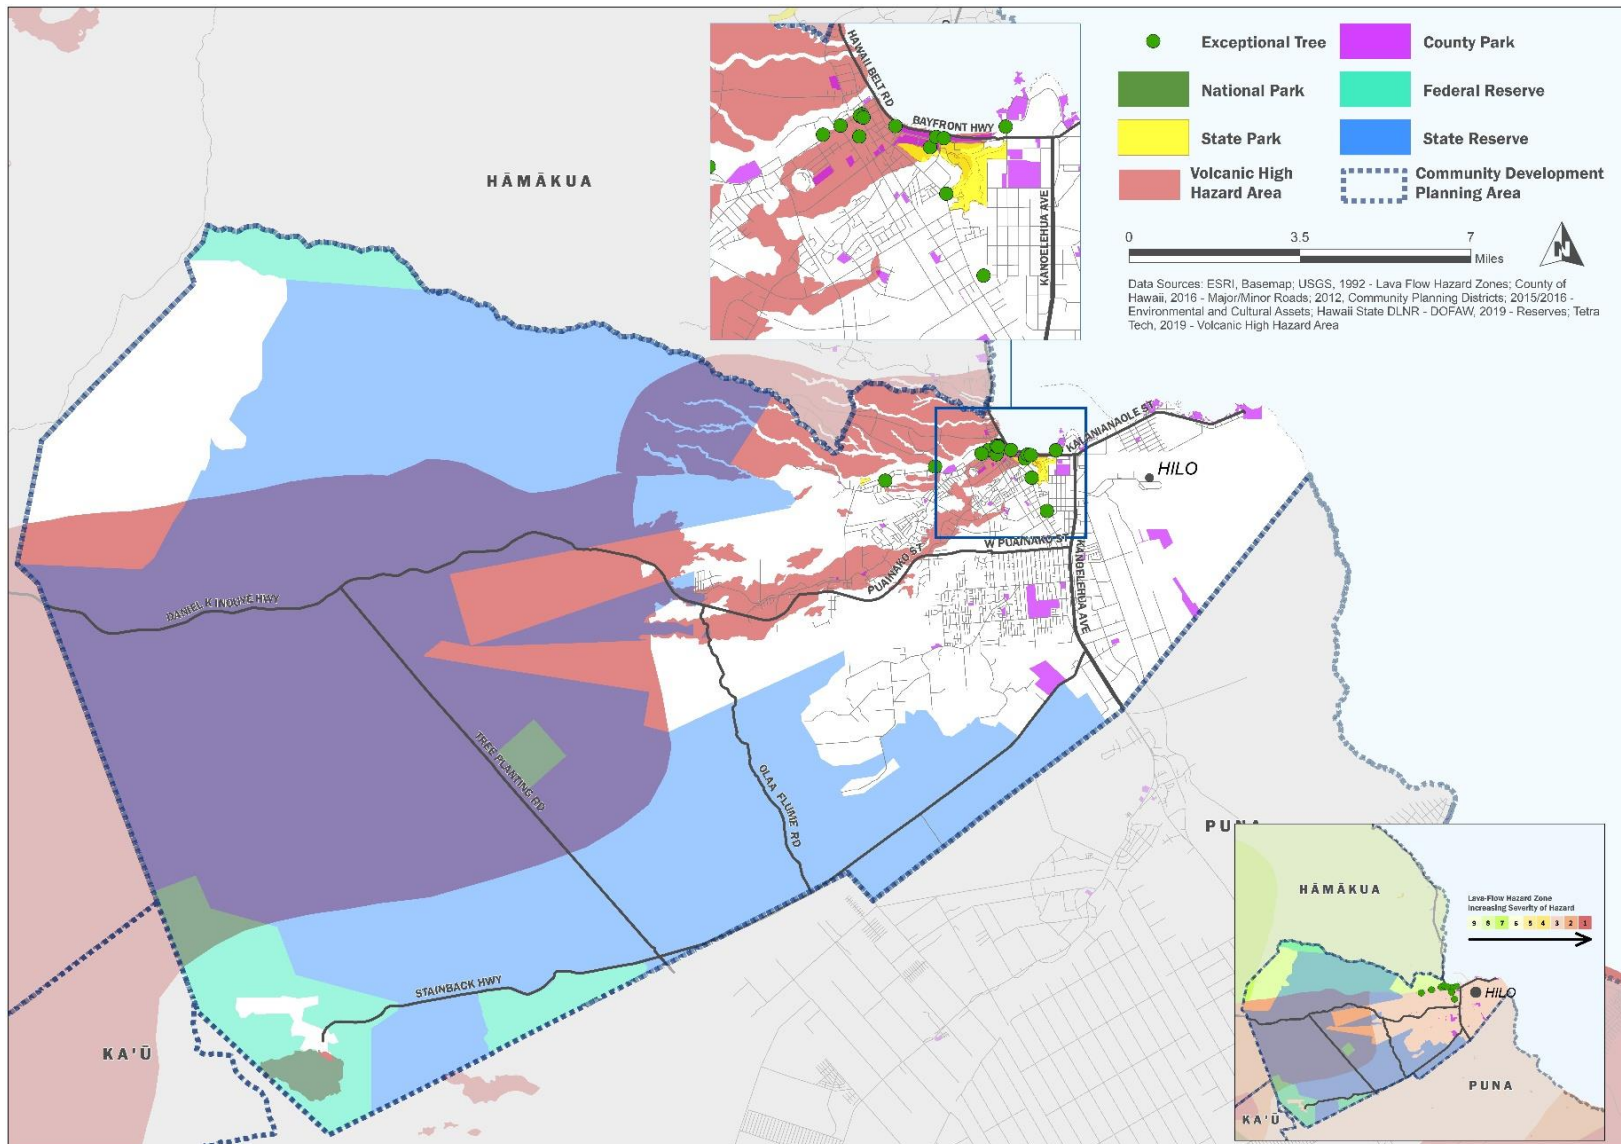 HAWAII BELT RD
BAYFRONT HWY
KANOELEHUA AVE
Exceptional Tree
County Park
National Park
Federal Reserve
State Park
State Reserve
Volcanic High
Hazard Area
Community Development
Planning Area
0
3.5
7
Miles
N
Data Sources: ESRI, Basemap; USGS, 1992 - Lava Flow Hazard Zones; County of
Hawaii, 2016 - Major/Minor Roads; 2012, Community Planning Districts; 2015/2016 -
Environmental and Cultural Assets; Hawaii State DLNR - DOFAW, 2019 - Reserves; Tetra
Tech, 2019 - Volcanic High Hazard Area
HĀMĀKUA
KALANIANAOLE ST
HILO
W PUAINAKO ST
PUAINAKO ST
KANOELEHUA AVE
DANIEL K INOUYE HWY
TREE PLANTING RD
OLAA FLUME RD
STAINBACK HWY
PUNA
KA'Ū
HĀMĀKUA
Lava-Flow Hazard Zone
Increasing Severity of Hazard
9 8 7 6 5 4 3 2 1
HILO
PUNA
KA'Ū